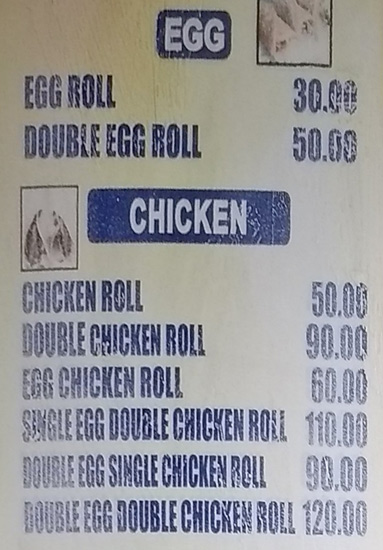 EGG
EGG ROLL 30.00
DOUBLE EGG ROLL 50.00
CHICKEN
CHICKEN ROLL 50.00
DOUBLE CHICKEN ROLL 90.00
EGG CHICKEN ROLL 60.00
SINGLE EGG DOUBLE CHICKEN ROLL 110.00
DOUBLE EGG SINGLE CHICKEN ROLL 90.00
DOUBLE EGG DOUBLE CHICKEN ROLL 120.00